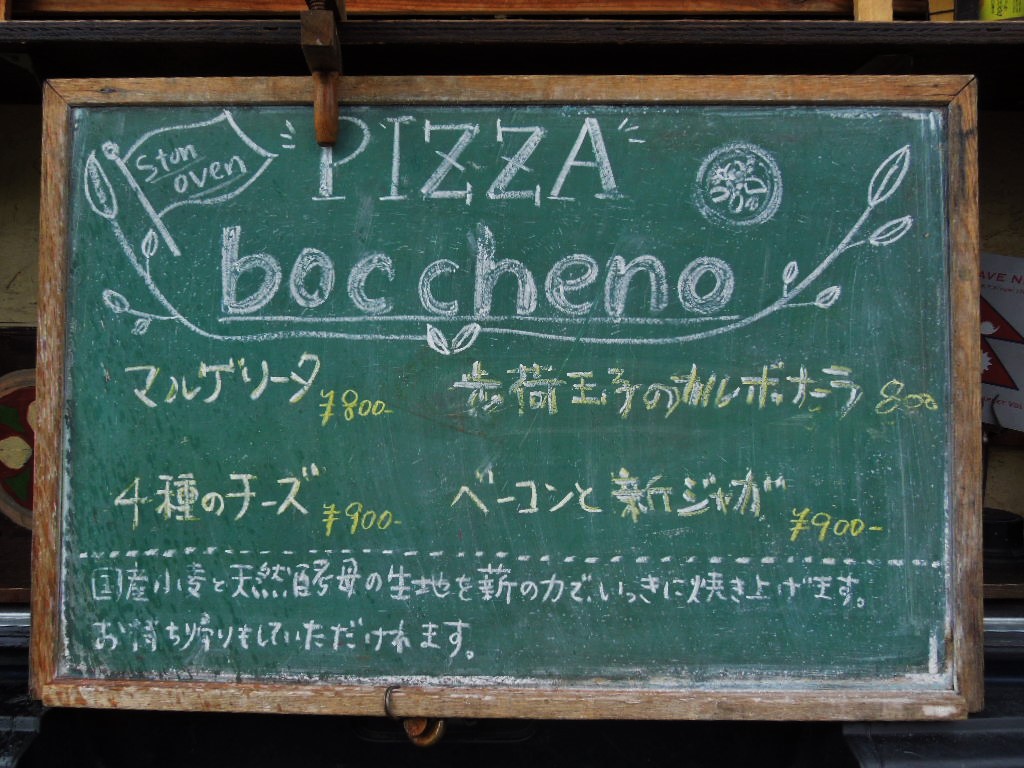 Ston
oven
PIZZA
boccheno
マルゲリータ ¥800-
赤荷王子のカルボナーラ 800
4種のチーズ ¥900-
ベーコンと新ジャガ ¥900-
国産小麦と天然酵母の生地を薪の力で、いっきに焼き上げます。
お持ち帰りもしていただけれます。